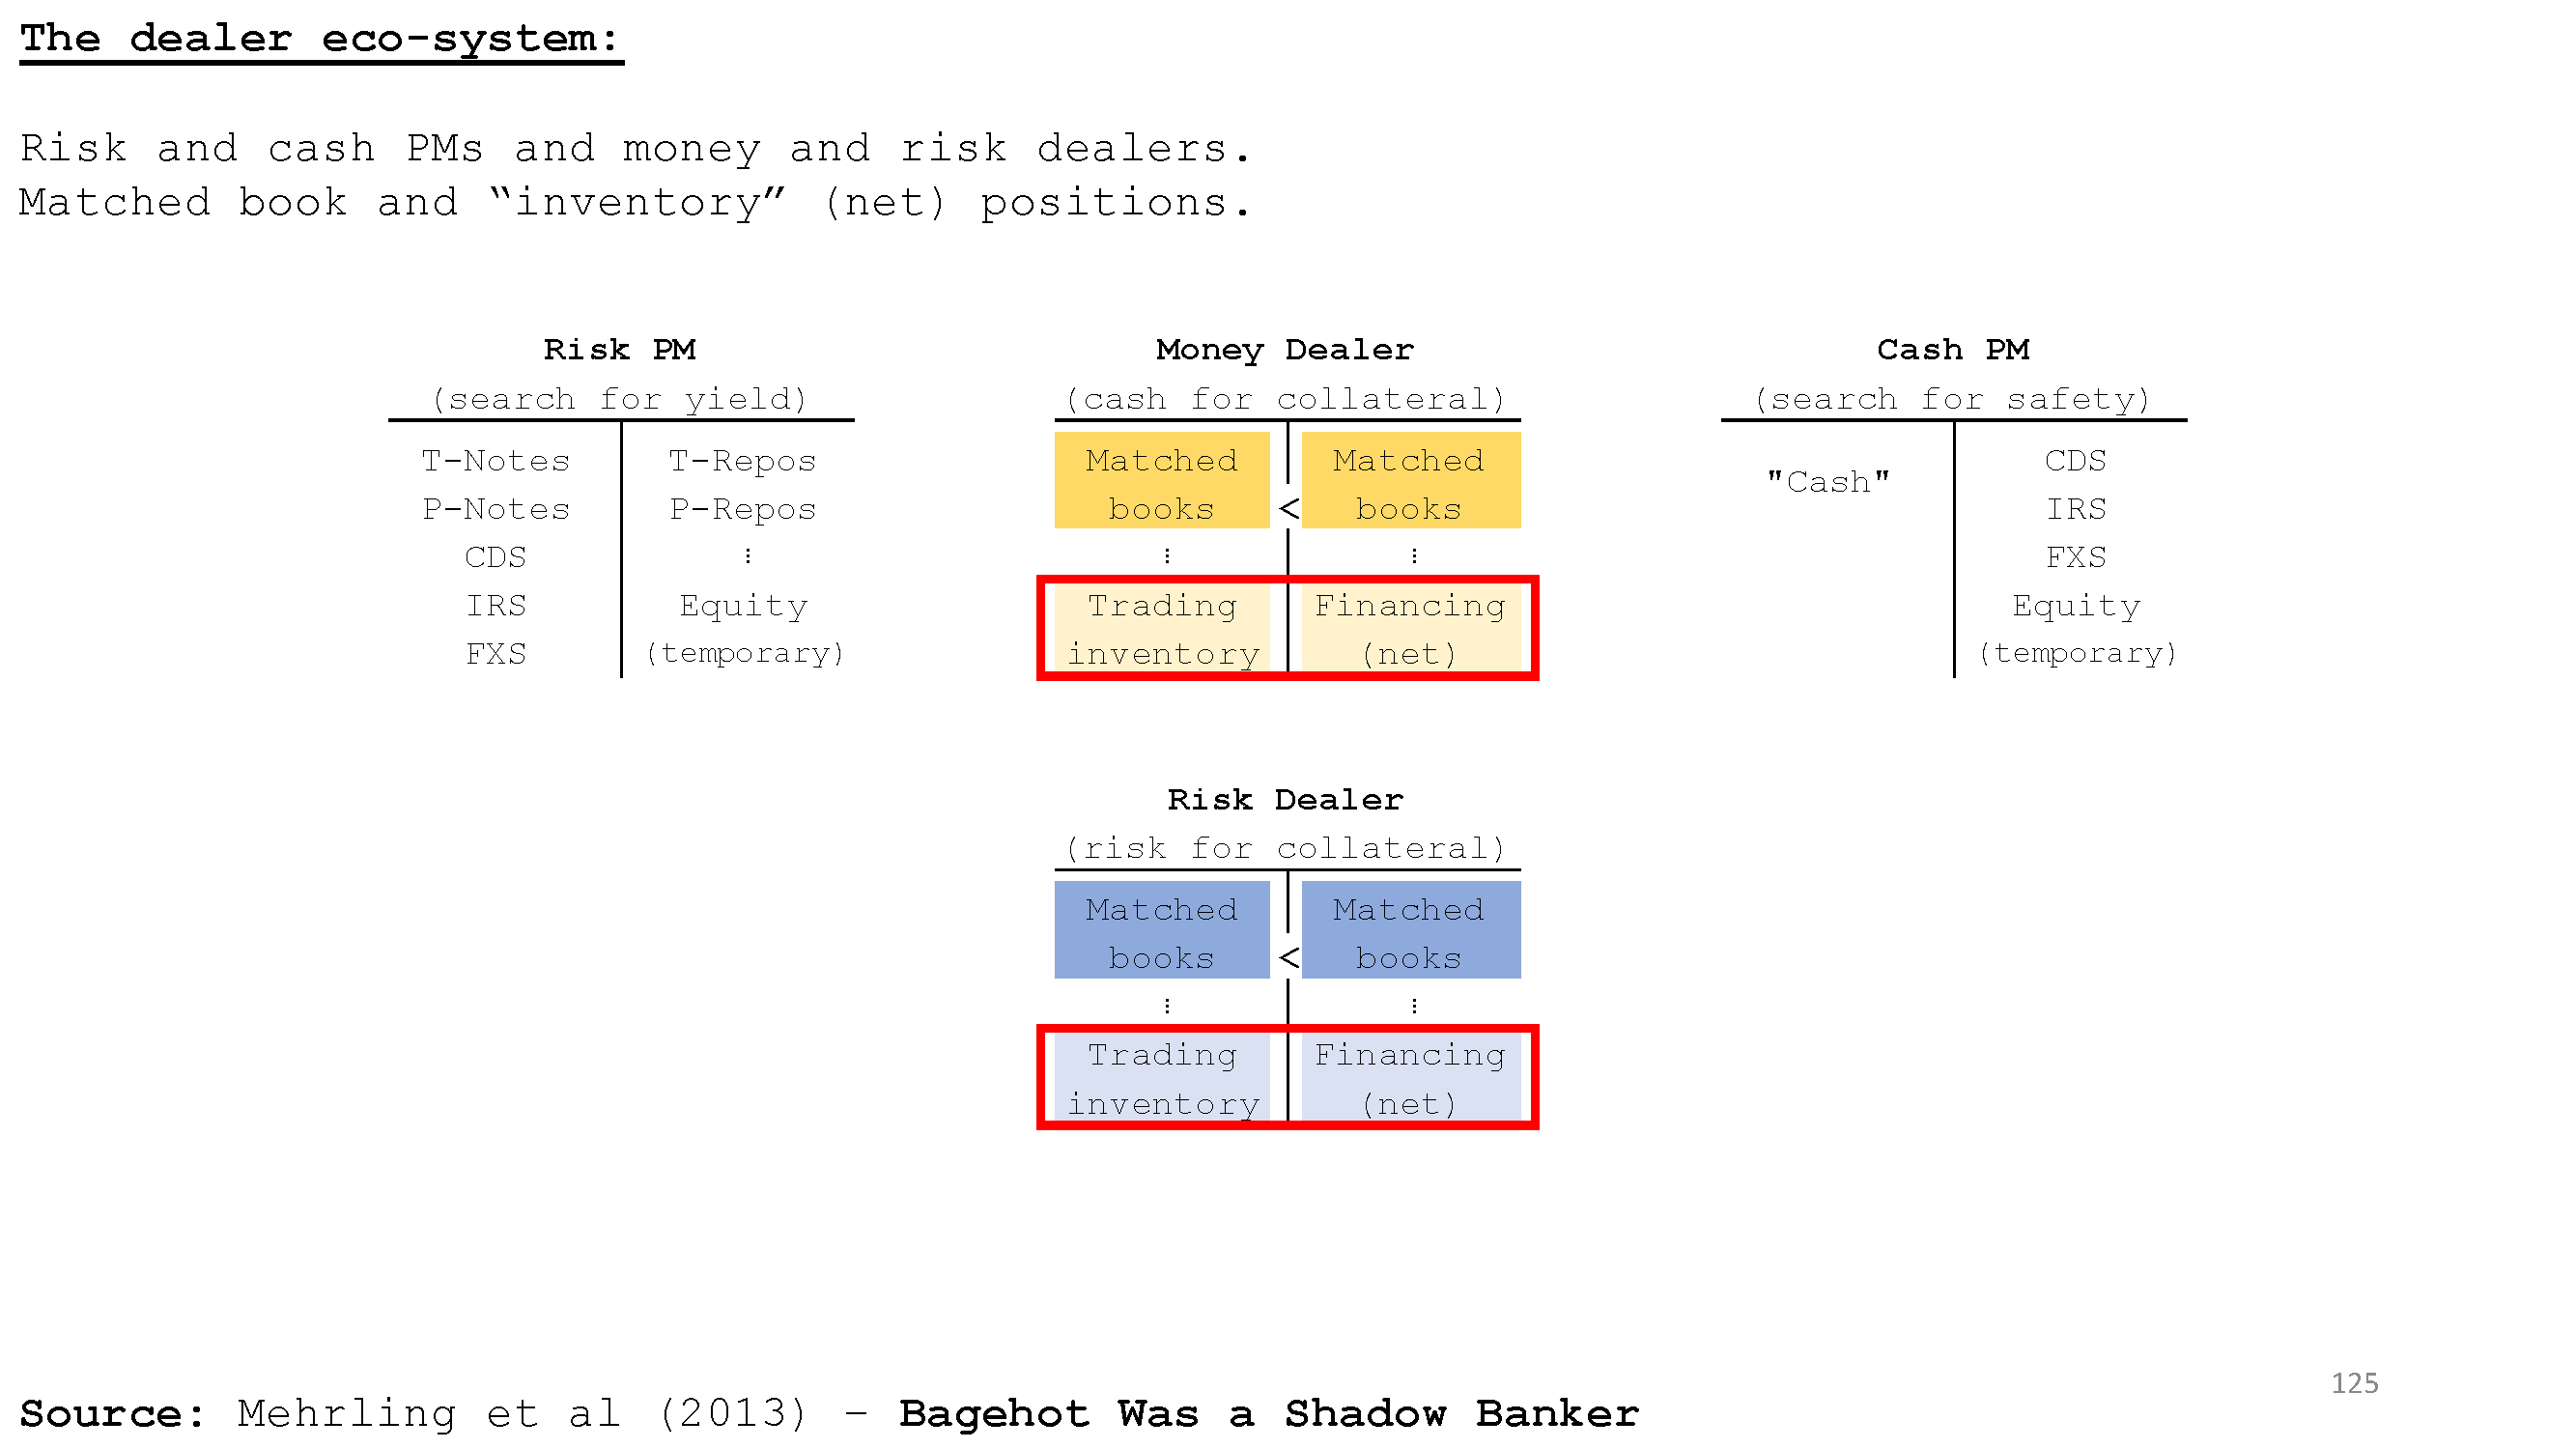 The dealer eco-system:
Risk and cash PMs and money and risk dealers.
Matched book and “inventory” (net) positions.
Risk PM
(search for yield)
T-Notes T-Repos
P-Notes P-Repos
CDS ⋮
IRS Equity
FXS (temporary)
Money Dealer
(cash for collateral)
Matched Matched
books < books
⋮ ⋮
Trading Financing
inventory (net)
Cash PM
(search for safety)
"Cash" CDS
IRS
FXS
Equity
(temporary)
Risk Dealer
(risk for collateral)
Matched Matched
books < books
⋮ ⋮
Trading Financing
inventory (net)
125
Source: Mehrling et al (2013) – Bagehot Was a Shadow Banker